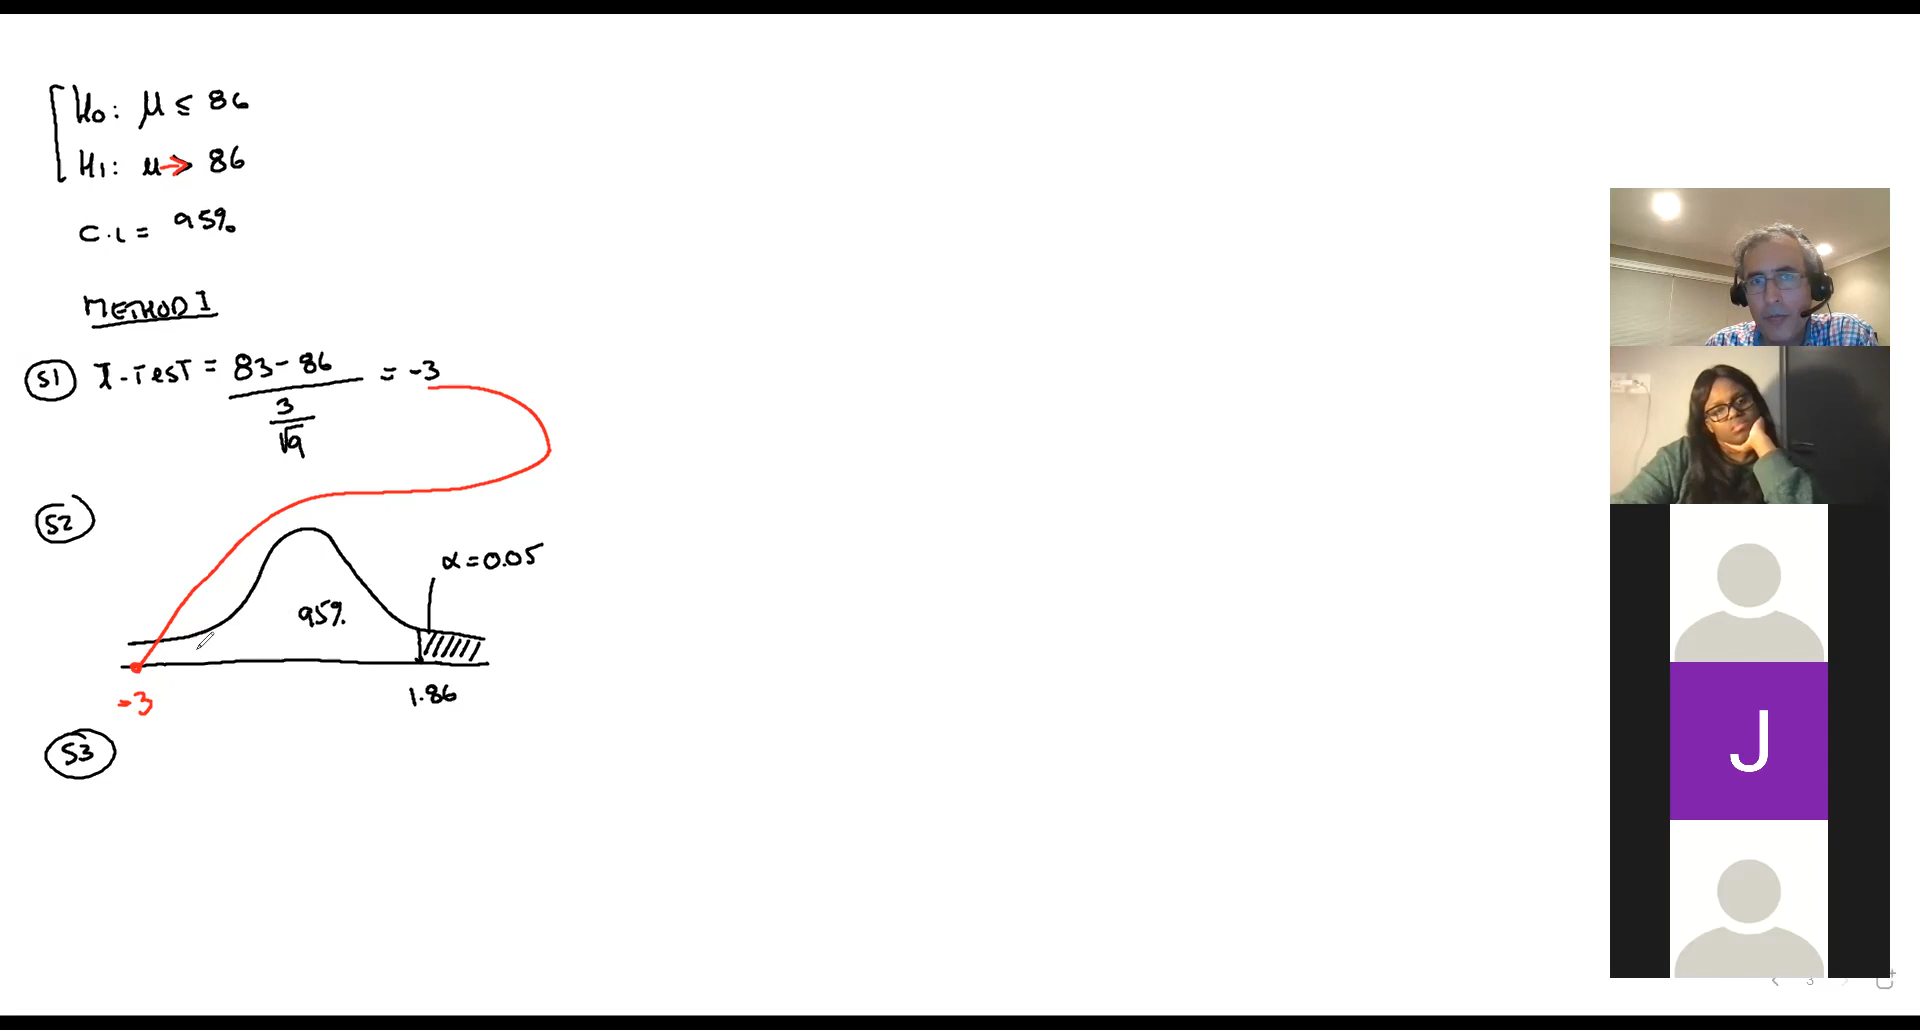 H0: μ ≤ 86
H1: μ > 86
C.L = 95%
METHOD I
S1 T-TesT = 83-86 / 3/√9 = -3
S2
α=0.05
95%
1.86
-3
S3
J
3